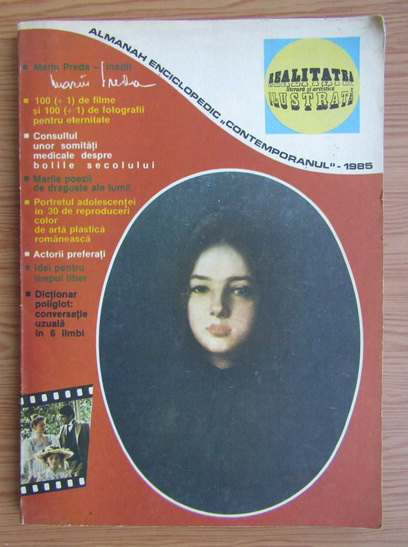 ALMANAH ENCICLOPEDIC „CONTEMPORANUL” - 1985
REALITATEA
literară și artistică
ILUSTRATĂ
Marin Preda - inedit
Marin Preda
100 (+ 1) de filme
și 100 (+ 1) de fotografii
pentru eternitate
Consultul
unor somități
medicale despre
bolile secolului
Marile poezii
de dragoste ale lumii
Portretul adolescenței
în 30 de reproduceri
color
de artă plastică
românească
Actorii preferați
Idei pentru
timpul liber
Dicționar
poliglot:
conversație
uzuală
în 6 limbi